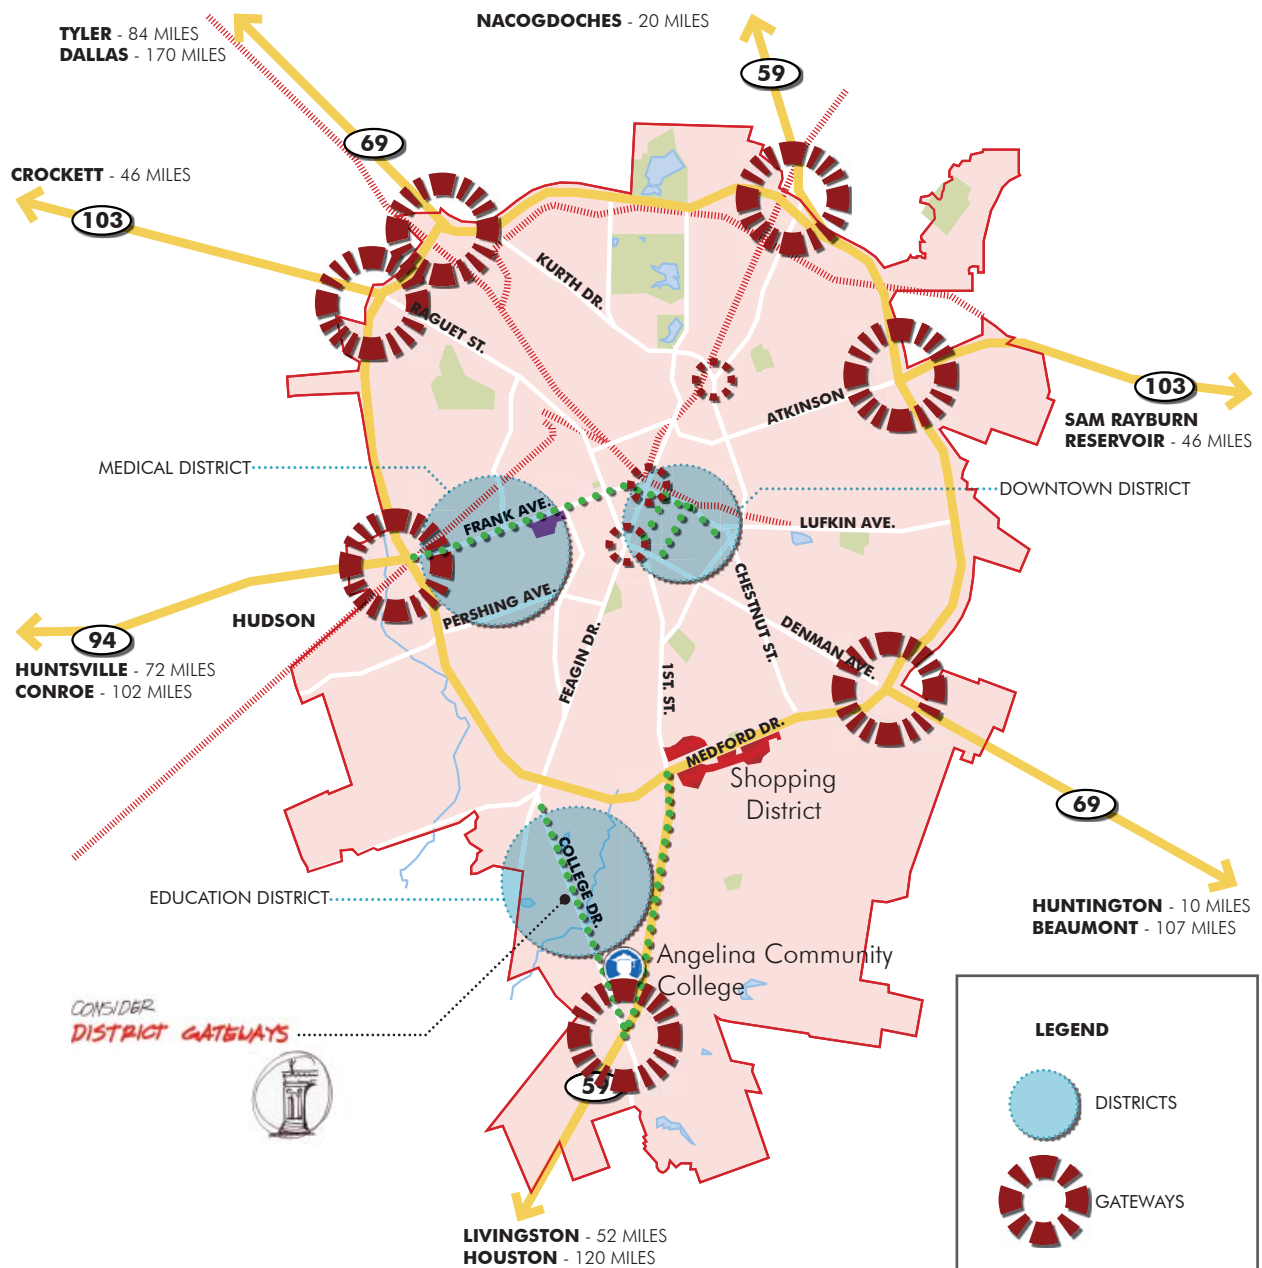 NACOGDOCHES - 20 MILES
TYLER - 84 MILES
DALLAS - 170 MILES
59
69
CROCKETT - 46 MILES
103
KURTH DR.
RAGUET ST.
103
ATKINSON
SAM RAYBURN
RESERVOIR - 46 MILES
MEDICAL DISTRICT
DOWNTOWN DISTRICT
FRANK AVE.
LUFKIN AVE.
PERSHING AVE.
CHESTNUT ST.
HUDSON
DENMAN AVE.
94
FEAGIN DR.
1ST. ST.
HUNTSVILLE - 72 MILES
CONROE - 102 MILES
MEDFORD DR.
Shopping
District
69
COLLEGE DR.
EDUCATION DISTRICT
HUNTINGTON - 10 MILES
BEAUMONT - 107 MILES
Angelina Community
College
CONSIDER
DISTRICT GATEWAYS
59
LIVINGSTON - 52 MILES
HOUSTON - 120 MILES
LEGEND
DISTRICTS
GATEWAYS